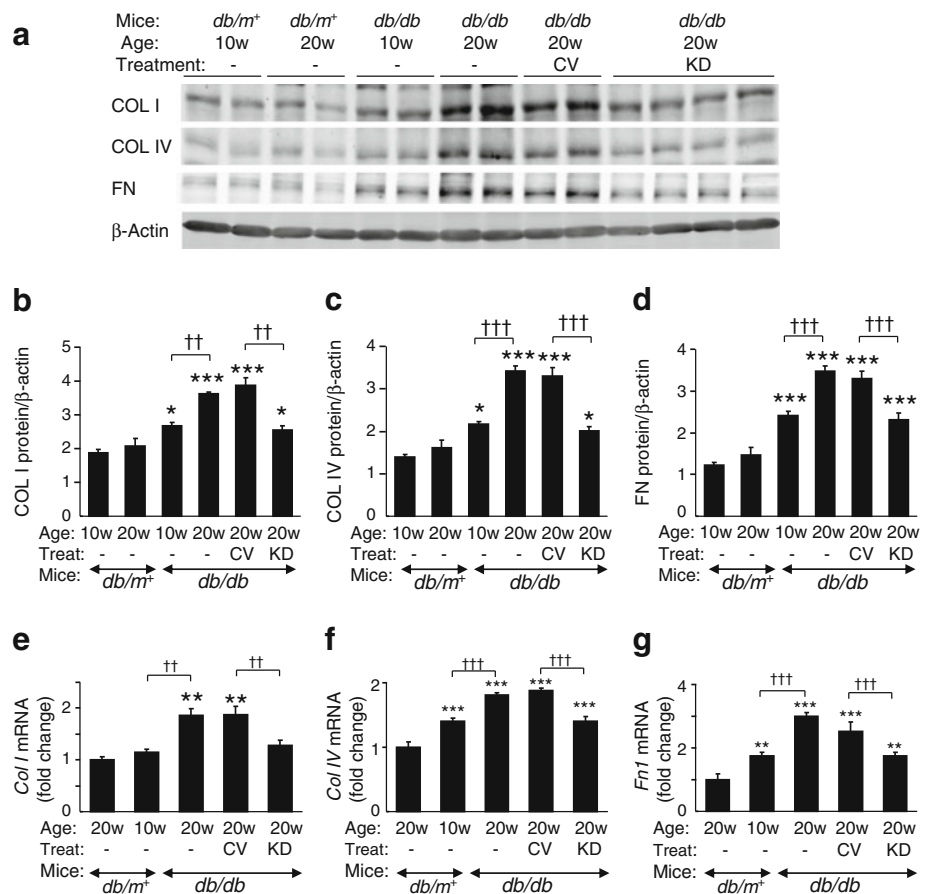 a
Mice: db/m+ db/m+ db/db db/db db/db db/db
Age: 10w 20w 10w 20w 20w 20w
Treatment: - - - - CV KD
COL I
COL IV
FN
β-Actin
b
COL I protein/β-actin
5
4
3
2
1
0
†† ††
* *** *** *
Age: 10w 20w 10w 20w 20w 20w
Treat: - - - - CV KD
Mice: db/m+ db/db
c
COL IV protein/β-actin
4
3
2
1
0
††† †††
* *** *** *
Age: 10w 20w 10w 20w 20w 20w
Treat: - - - - CV KD
Mice: db/m+ db/db
d
FN protein/β-actin
4
3
2
1
0
††† †††
*** *** *** ***
Age: 10w 20w 10w 20w 20w 20w
Treat: - - - - CV KD
Mice: db/m+ db/db
e
Col I mRNA
(fold change)
2
1
0
†† ††
** **
Age: 20w 10w 20w 20w 20w
Treat: - - - CV KD
Mice: db/m+ db/db
f
Col IV mRNA
(fold change)
2
1
0
††† †††
*** *** *** ***
Age: 20w 10w 20w 20w 20w
Treat: - - - CV KD
Mice: db/m+ db/db
g
Fn1 mRNA
(fold change)
4
2
0
††† †††
** *** *** **
Age: 20w 10w 20w 20w 20w
Treat: - - - CV KD
Mice: db/m+ db/db